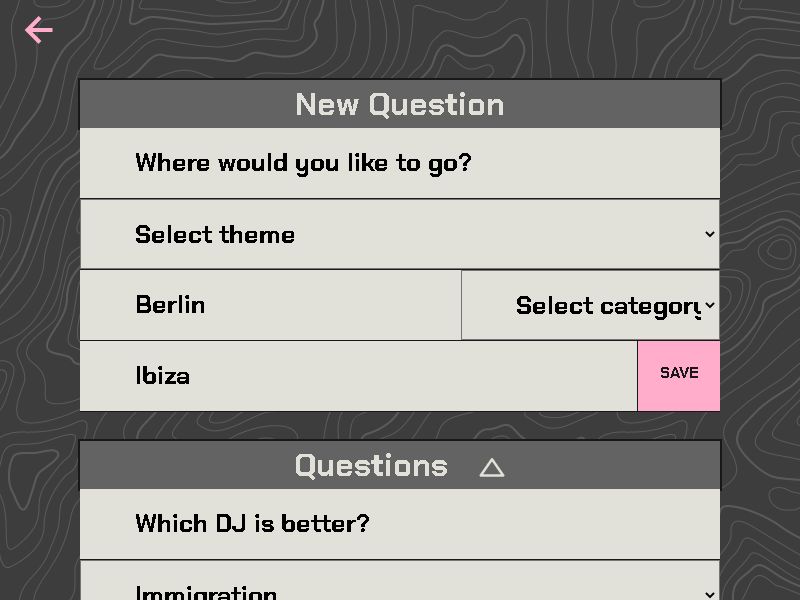 New Question
Where would you like to go?
Select theme
Berlin
Select category
Ibiza
SAVE
Questions
Which DJ is better?
Immigration